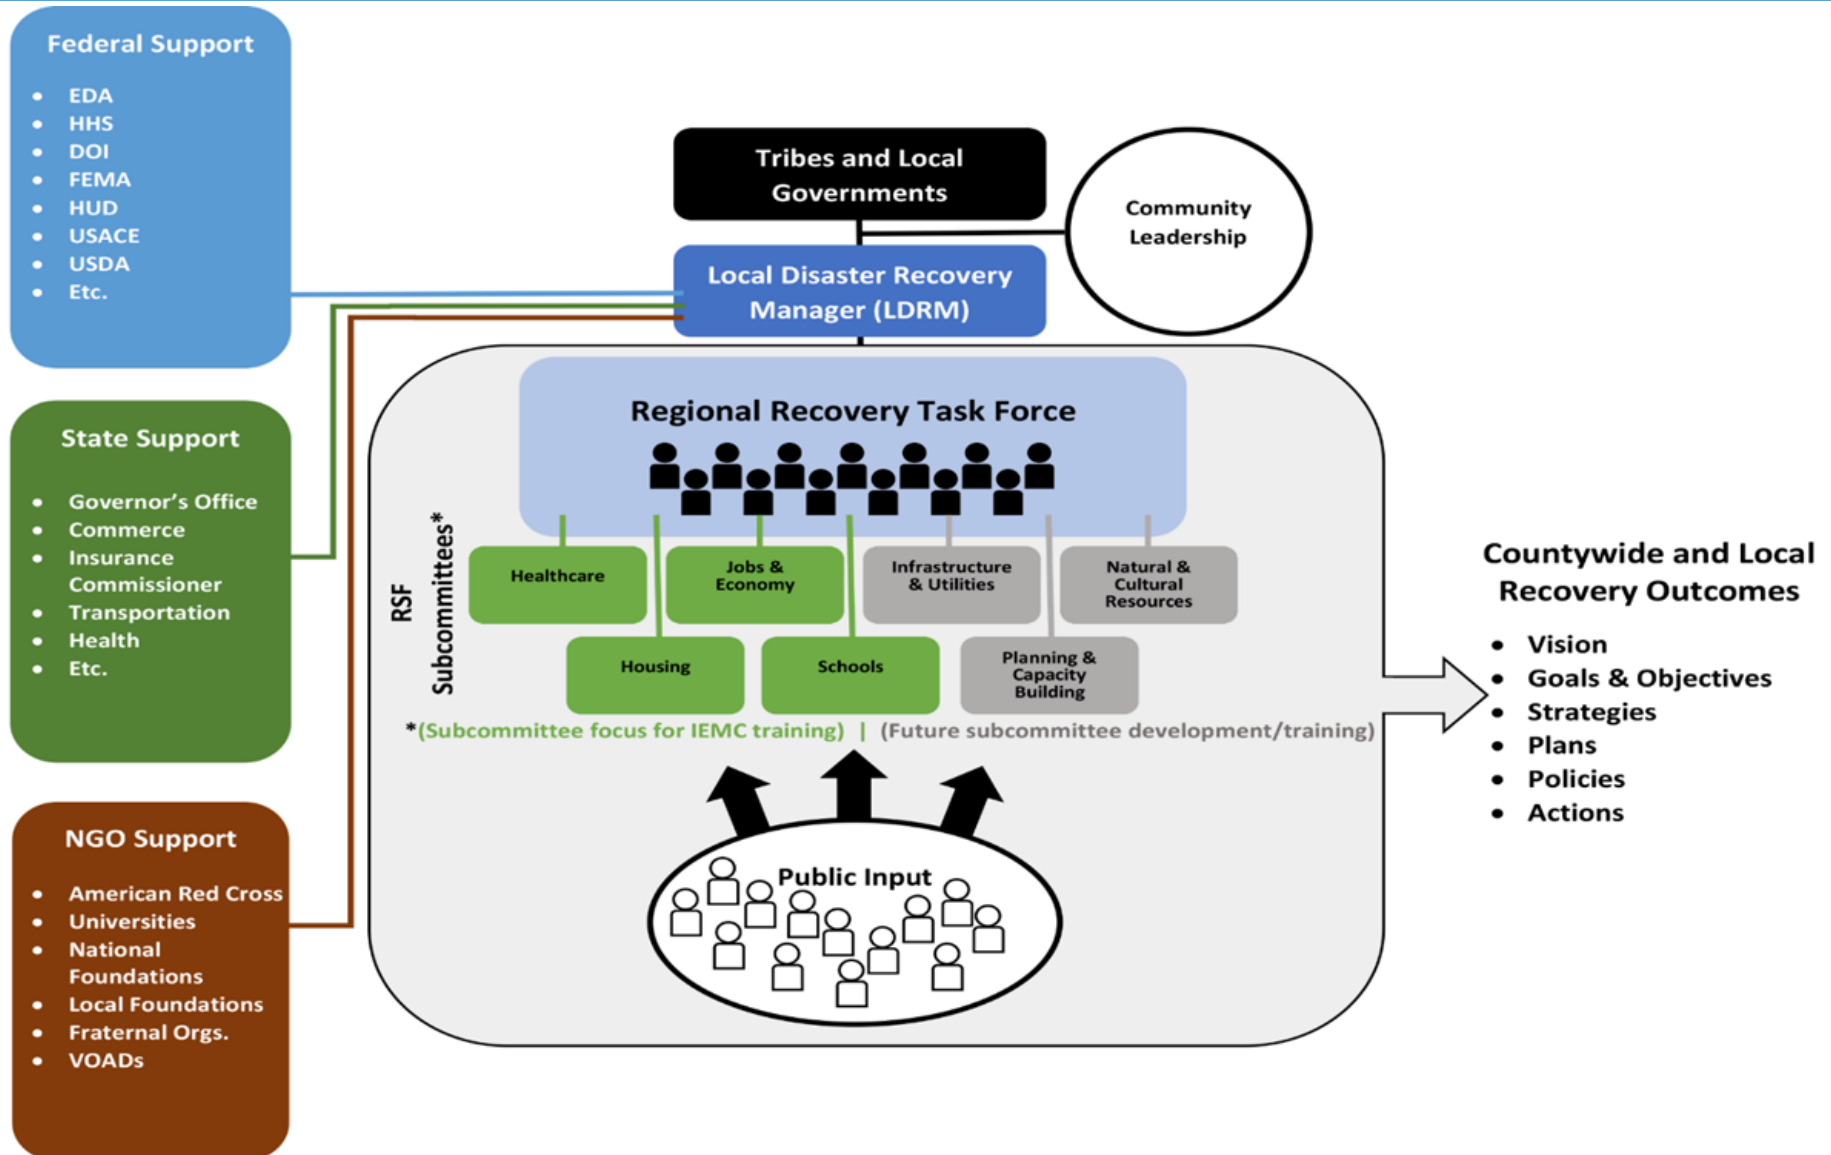 Federal Support
• EDA
• HHS
• DOI
• FEMA
• HUD
• USACE
• USDA
• Etc.
State Support
• Governor's Office
• Commerce
• Insurance
Commissioner
• Transportation
• Health
• Etc.
NGO Support
• American Red Cross
• Universities
• National
Foundations
• Local Foundations
• Fraternal Orgs.
• VOADs
Tribes and Local
Governments
Community
Leadership
Local Disaster Recovery
Manager (LDRM)
Regional Recovery Task Force
RSF
Subcommittees*
Healthcare
Jobs &
Economy
Infrastructure
& Utilities
Natural &
Cultural
Resources
Housing
Schools
Planning &
Capacity
Building
*(Subcommittee focus for IEMC training) | (Future subcommittee development/training)
Public Input
Countywide and Local
Recovery Outcomes
• Vision
• Goals & Objectives
• Strategies
• Plans
• Policies
• Actions